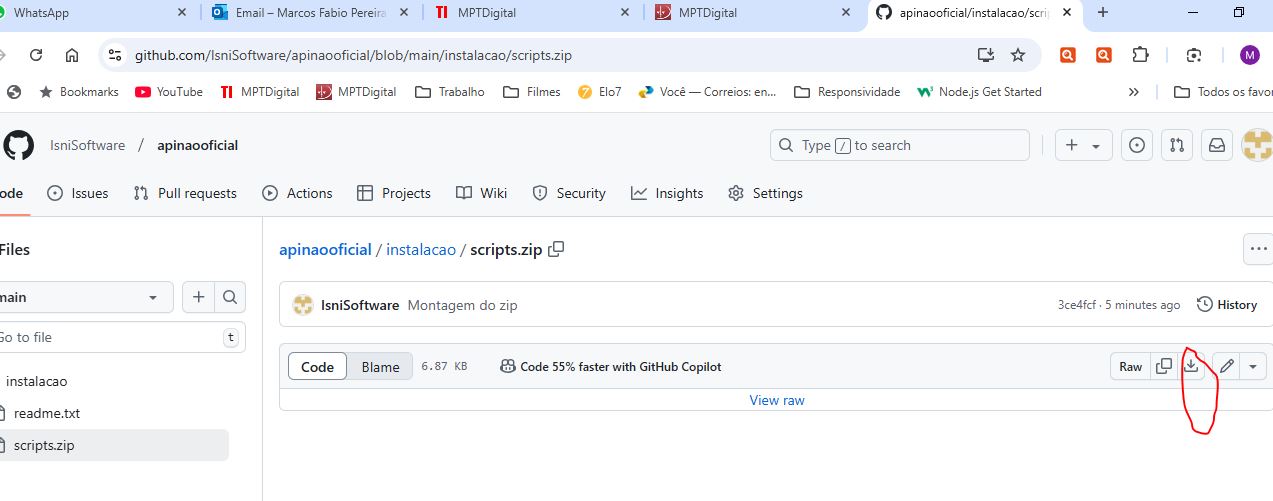 WhatsApp
Email – Marcos Fabio Pereira
MPTDigital
MPTDigital
apinaooficial/instalacao/scrip
github.com/IsniSoftware/apinaooficial/blob/main/instalacao/scripts.zip
M
Bookmarks
YouTube
TI MPTDigital
MPTDigital
Trabalho
Filmes
7 Elo7
Você — Correios: en...
Responsividade
W3 Node.js Get Started
»
Todos os favor
IsniSoftware / apinaooficial
Type / to search
ode
Issues
Pull requests
Actions
Projects
Wiki
Security
Insights
Settings
Files
apinaooficial / instalacao / scripts.zip
main
Go to file
t
IsniSoftware Montagem do zip
3ce4fcf · 5 minutes ago
History
instalacao
readme.txt
scripts.zip
Code
Blame
6.87 KB
Code 55% faster with GitHub Copilot
Raw
View raw